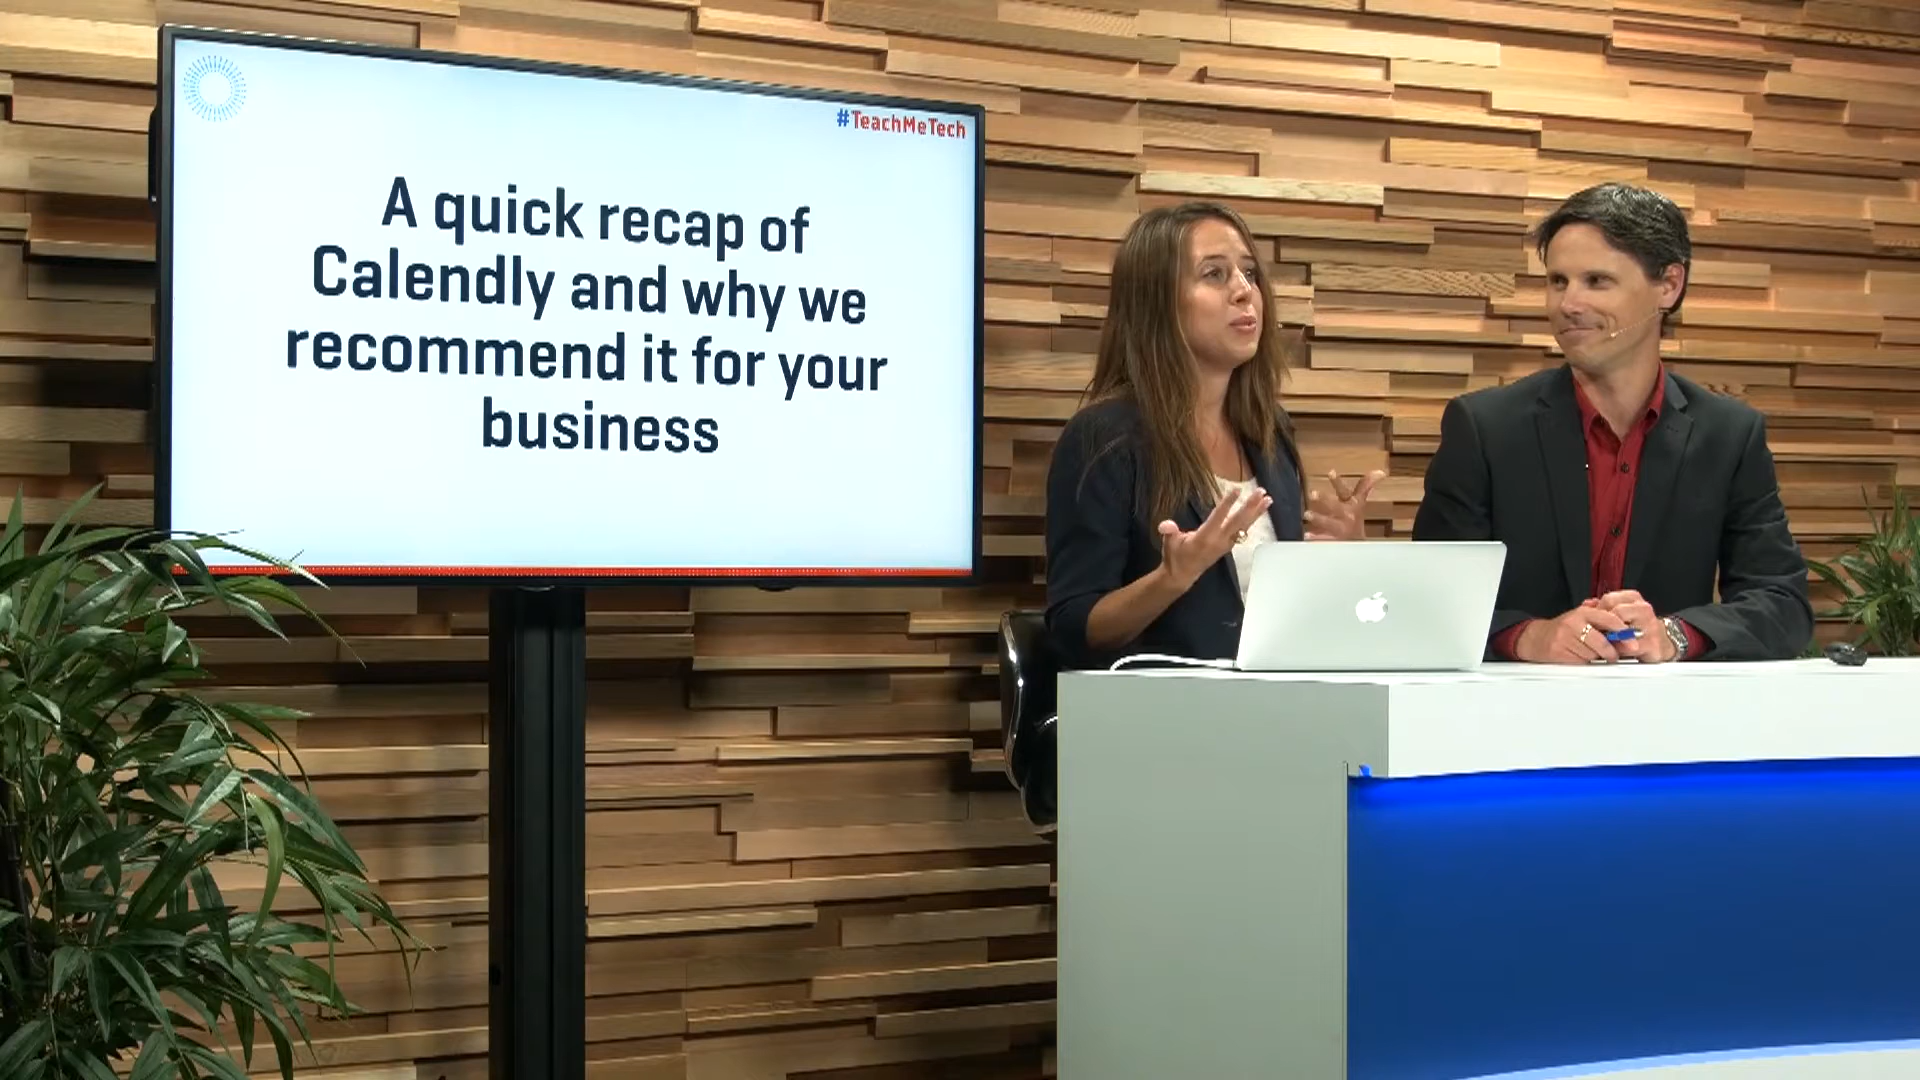 #TeachMeTech
A quick recap of
Calendly and why we
recommend it for your
business